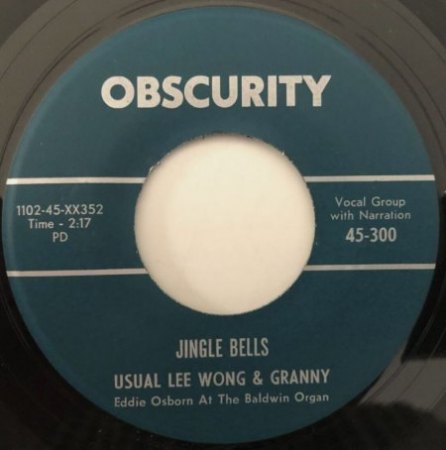 OBSCURITY
1102-45-XX352
Time - 2:17
PD
Vocal Group
with Narration
45-300
JINGLE BELLS
USUAL LEE WONG & GRANNY
Eddie Osborn At The Baldwin Organ